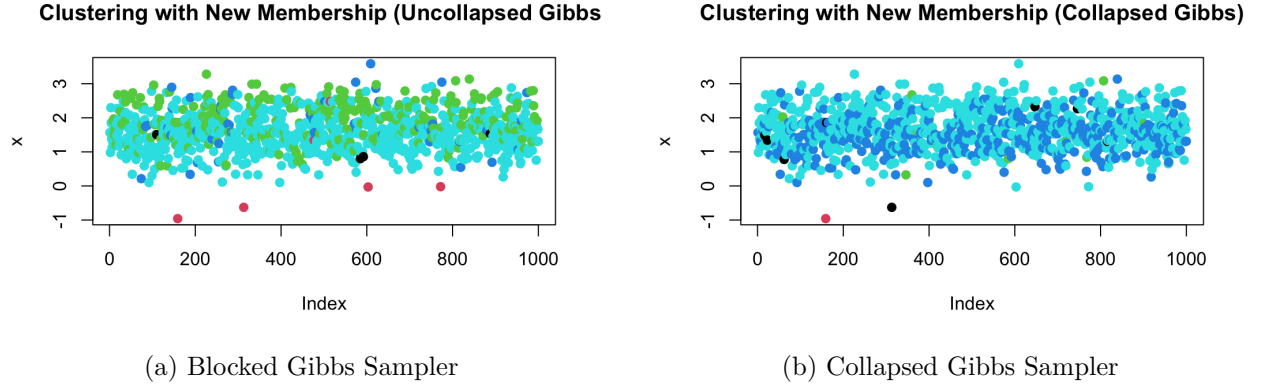 Clustering with New Membership (Uncollapsed Gibbs
x
3
2
1
0
-1
0 200 400 600 800 1000
Index
(a) Blocked Gibbs Sampler
Clustering with New Membership (Collapsed Gibbs)
x
3
2
1
0
-1
0 200 400 600 800 1000
Index
(b) Collapsed Gibbs Sampler